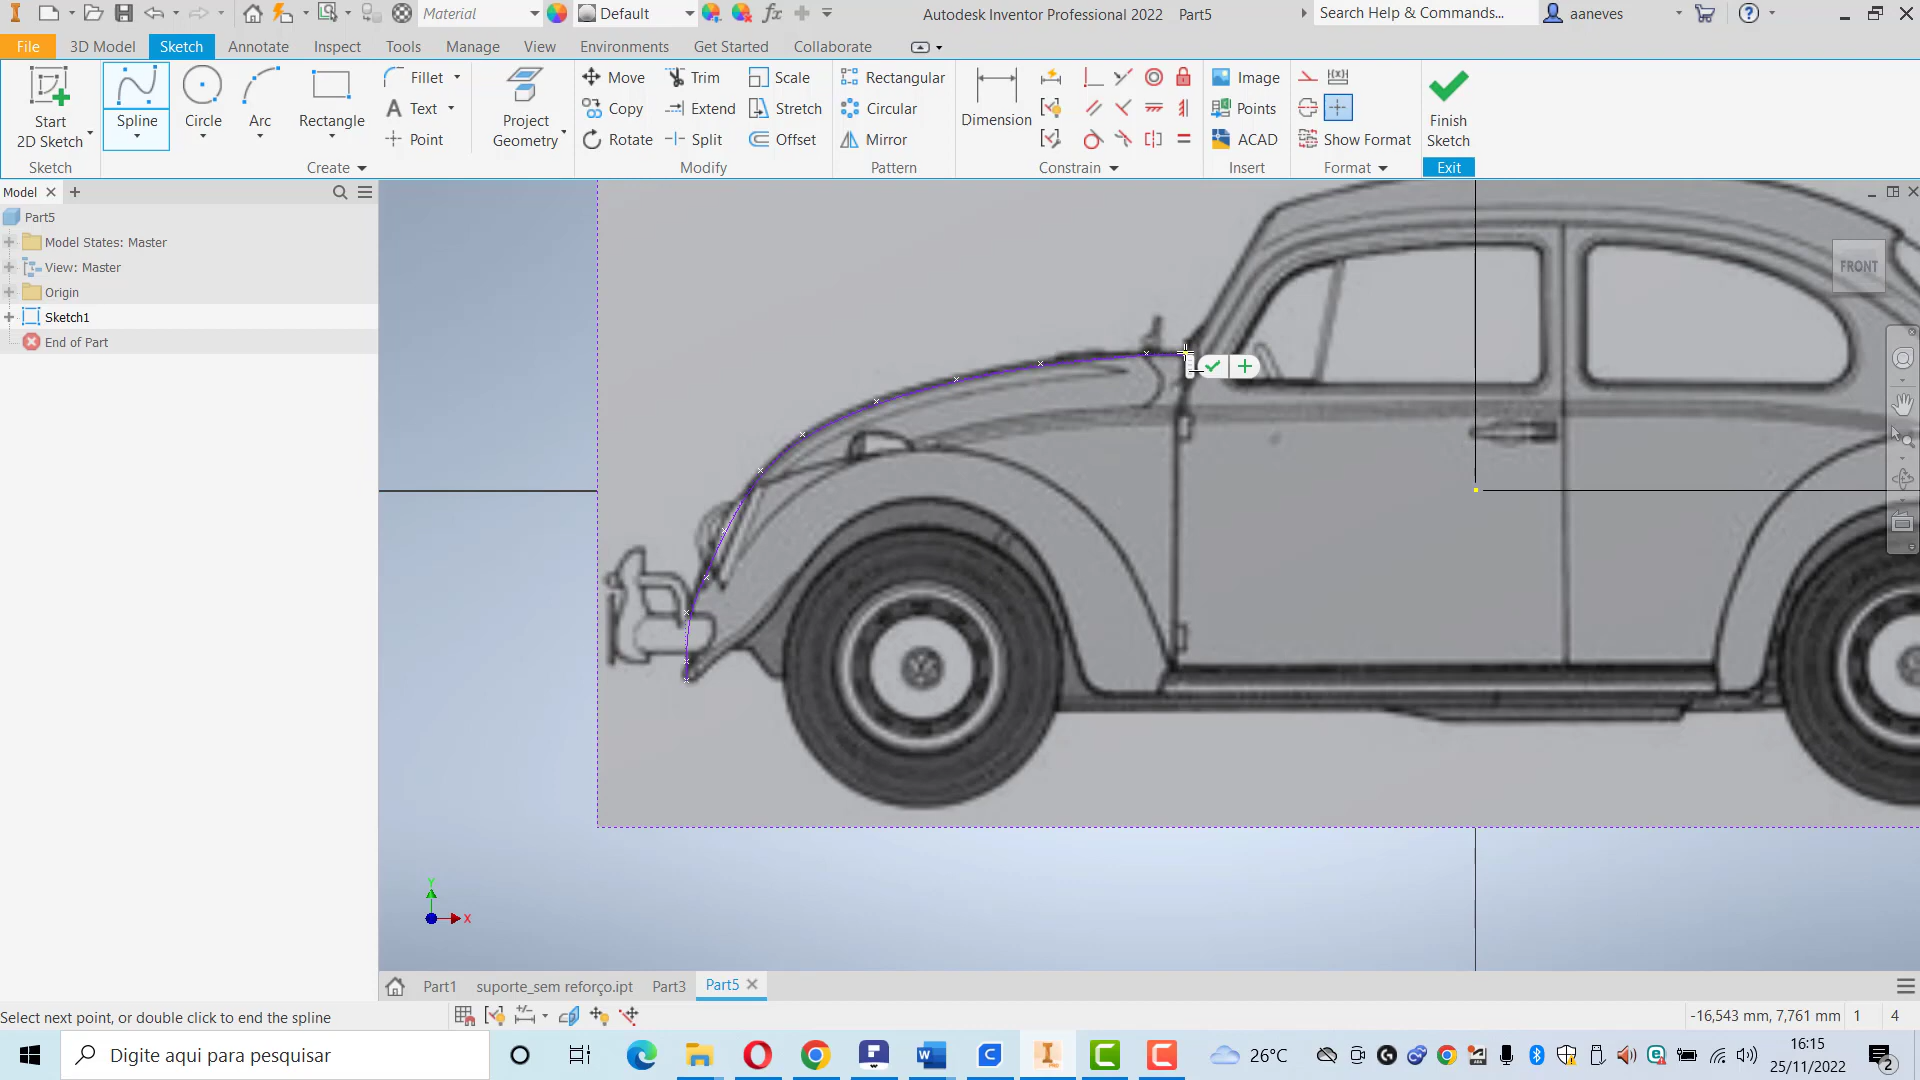 Material
Default
Autodesk Inventor Professional 2022 Part5
Search Help & Commands...
aaneves
File 3D Model Sketch Annotate Inspect Tools Manage View Environments Get Started Collaborate
Start
2D Sketch
Spline
Circle
Arc
Rectangle
Fillet
Text
Point
Project
Geometry
Move
Copy
Rotate
Trim
Extend
Split
Scale
Stretch
Offset
Rectangular
Circular
Mirror
Dimension
Image
Points
ACAD
Show Format
Finish
Sketch
Sketch Create Modify Pattern Constrain Insert Format Exit
Model
Part5
Model States: Master
View: Master
Origin
Sketch1
End of Part
FRONT
Y
X
Part1 suporte_sem reforço.ipt Part3 Part5
Select next point, or double click to end the spline
-16,543 mm, 7,761 mm 1 4
Digite aqui para pesquisar
26°C
16:15
25/11/2022
2